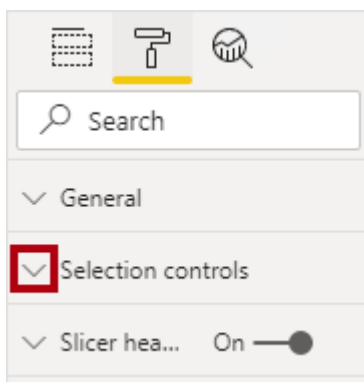 Search
General
Selection controls
Slicer hea... On